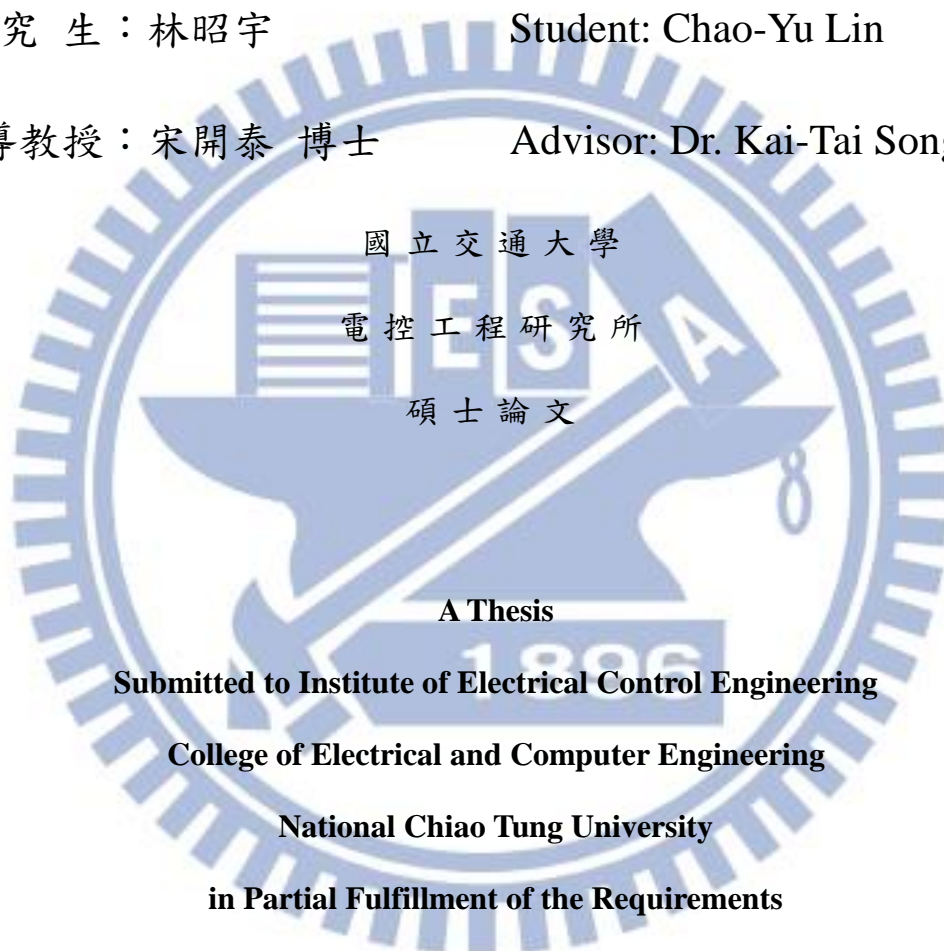 究 生：林昭宇 Student: Chao-Yu Lin
導教授：宋開泰 博士 Advisor: Dr. Kai-Tai Song
國 立 交 通 大 學
電 控 工 程 研 究 所
碩 士 論 文
E S A
A Thesis
1896
Submitted to Institute of Electrical Control Engineering
College of Electrical and Computer Engineering
National Chiao Tung University
in Partial Fulfillment of the Requirements